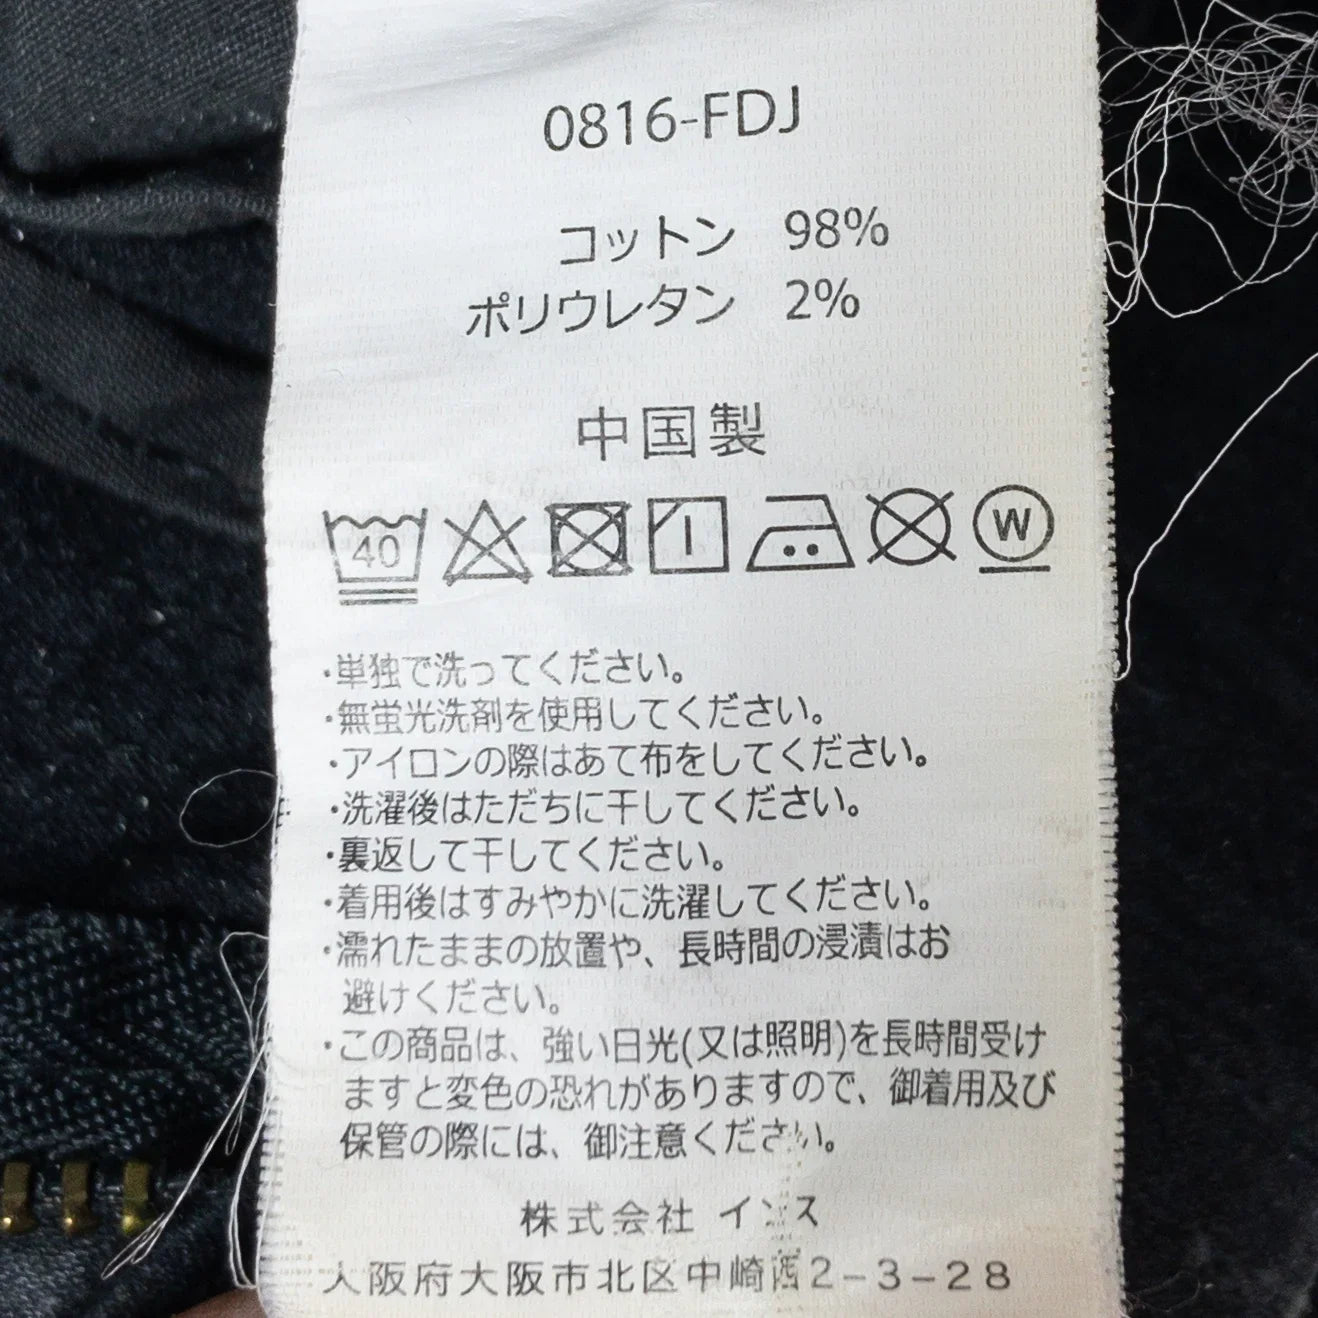 0816-FDJ
コットン 98%
ポリウレタン 2%
中国製
40
W
・単独で洗ってください。
・無蛍光洗剤を使用してください。
・アイロンの際はあて布をしてください。
・洗濯後はただちに干してください。
・裏返して干してください。
・着用後はすみやかに洗濯してください。
・濡れたままの放置や、長時間の浸漬はお
避けください。
・この商品は、強い日光(又は照明)を長時間受け
ますと変色の恐れがありますので、御着用及び
保管の際には、御注意ください。
株式会社 インス
大阪府大阪市北区中崎西2-3-28